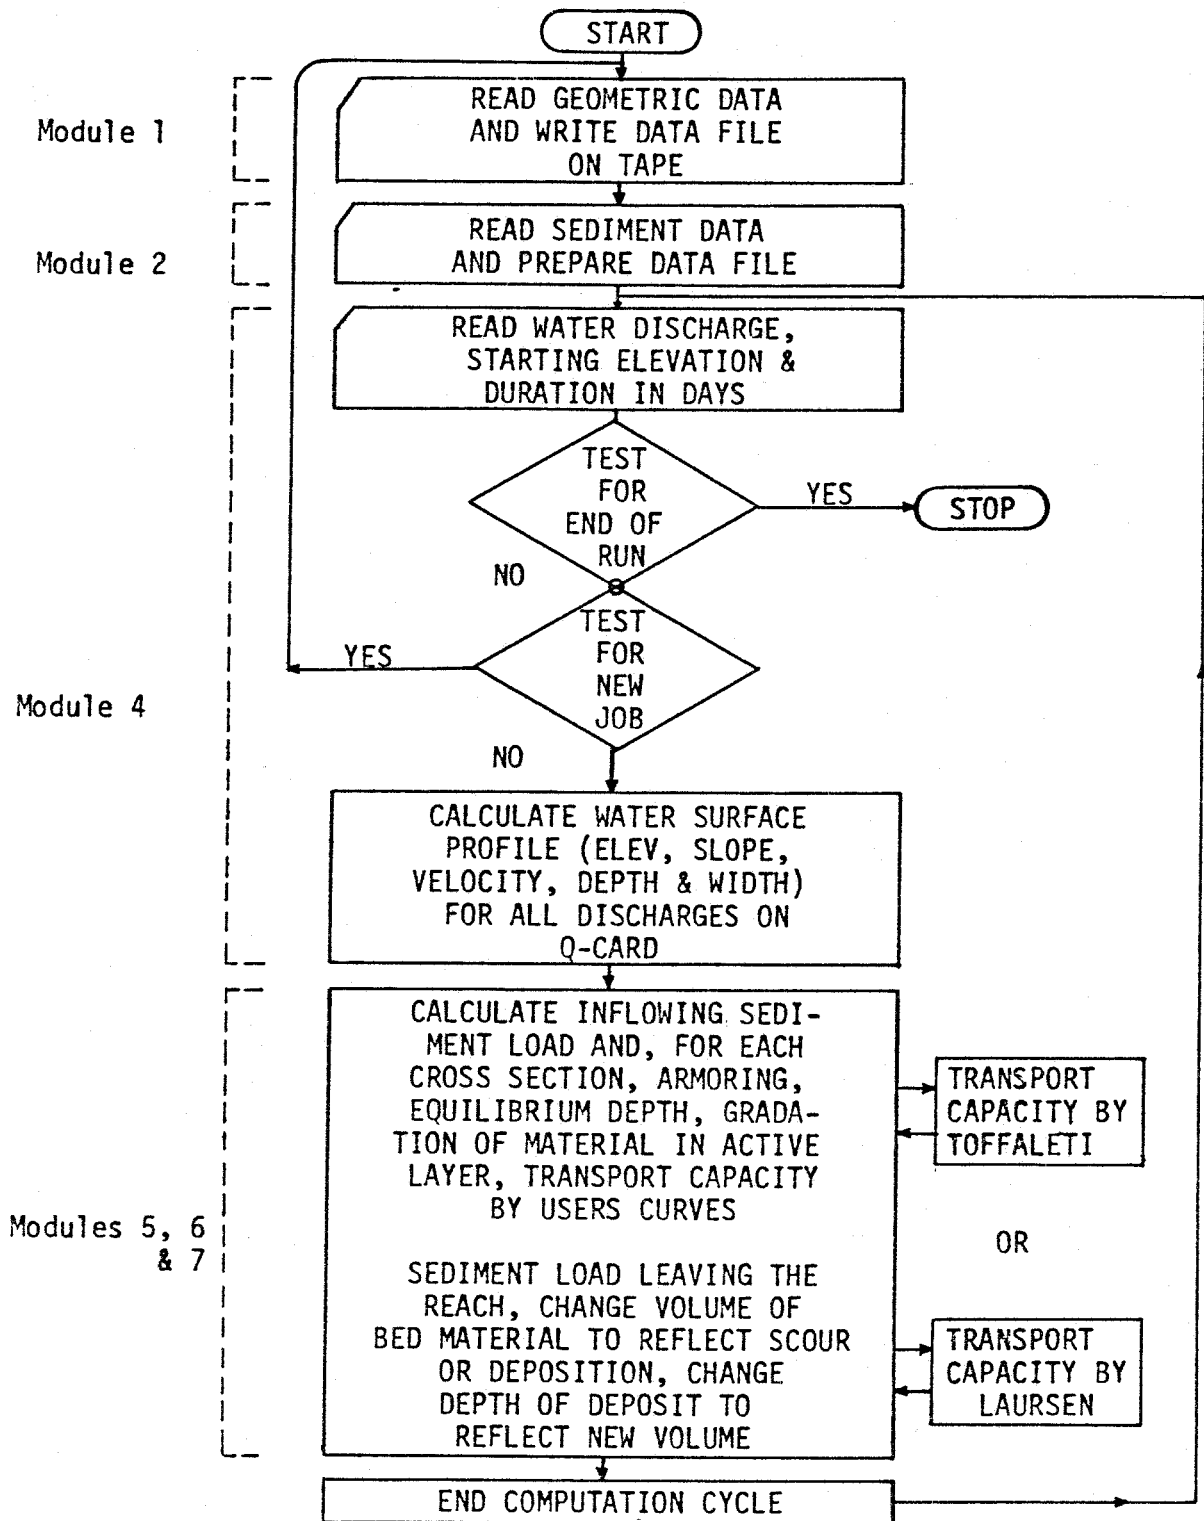 START
Module 1
READ GEOMETRIC DATA
AND WRITE DATA FILE
ON TAPE
Module 2
READ SEDIMENT DATA
AND PREPARE DATA FILE
READ WATER DISCHARGE,
STARTING ELEVATION &
DURATION IN DAYS
TEST
FOR
END OF
RUN
YES
STOP
NO
TEST
FOR
NEW
JOB
YES
NO
Module 4
CALCULATE WATER SURFACE
PROFILE (ELEV, SLOPE,
VELOCITY, DEPTH & WIDTH)
FOR ALL DISCHARGES ON
Q-CARD
Modules 5, 6
& 7
CALCULATE INFLOWING SEDI-
MENT LOAD AND, FOR EACH
CROSS SECTION, ARMORING,
EQUILIBRIUM DEPTH, GRADA-
TION OF MATERIAL IN ACTIVE
LAYER, TRANSPORT CAPACITY
BY USERS CURVES
SEDIMENT LOAD LEAVING THE
REACH, CHANGE VOLUME OF
BED MATERIAL TO REFLECT SCOUR
OR DEPOSITION, CHANGE
DEPTH OF DEPOSIT TO
REFLECT NEW VOLUME
TRANSPORT
CAPACITY BY
TOFFALETI
OR
TRANSPORT
CAPACITY BY
LAURSEN
END COMPUTATION CYCLE